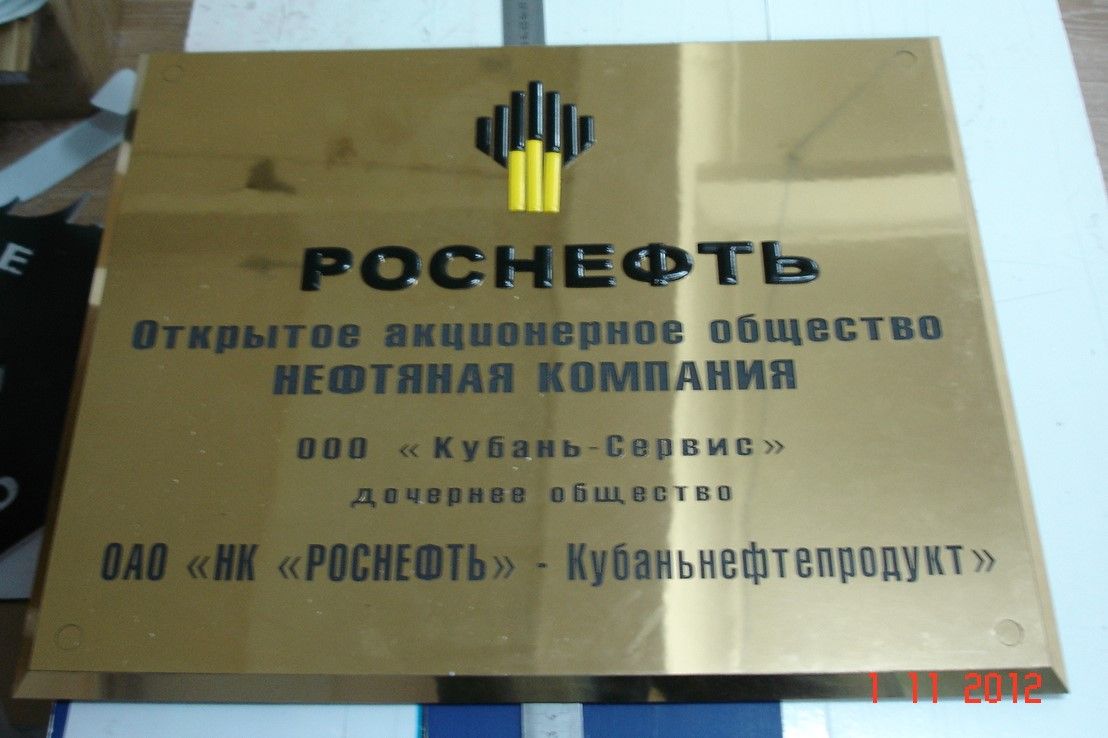 РОСНЕФТЬ
Открытое акционерное общество
НЕФТЯНАЯ КОМПАНИЯ
ООО «Кубань-Сервис»
дочернее общество
ОАО «НК «РОСНЕФТЬ» - Кубаньнефтепродукт»
1 11 2012
Е